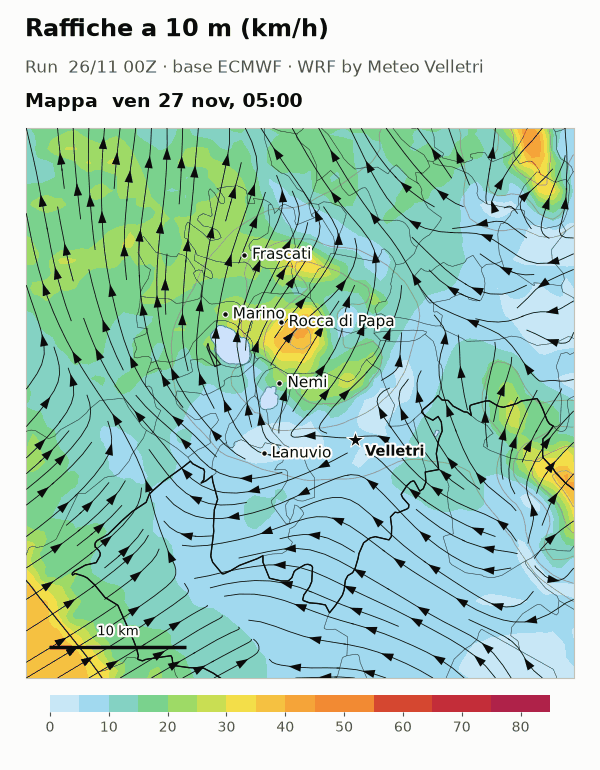 Raffiche a 10 m (km/h)
Run  26/11 00Z · base ECMWF · WRF by Meteo Velletri
Mappa  ven 27 nov, 05:00
Frascati
Marino
Rocca di Papa
Nemi
Velletri
Lanuvio
10 km
0 10 20 30 40 50 60 70 80